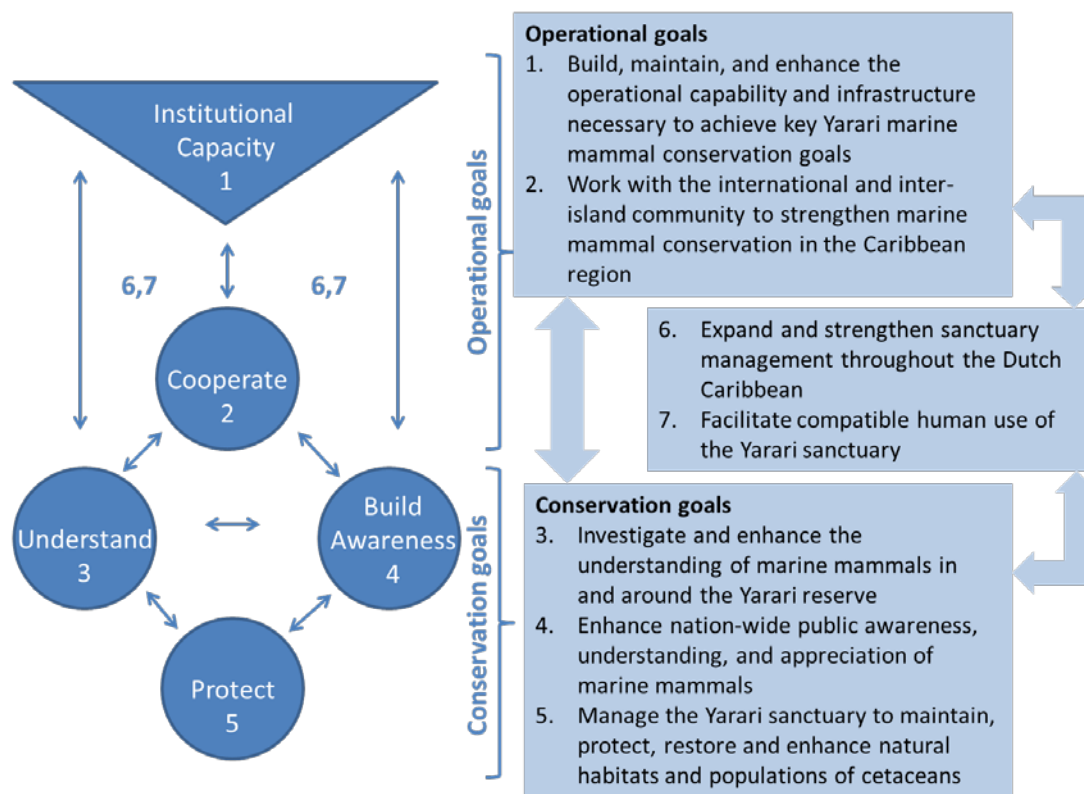 Institutional
Capacity
1
6,7
6,7
Cooperate
2
Understand
3
Build
Awareness
4
Protect
5
Operational goals
Conservation goals
Operational goals
1. Build, maintain, and enhance the
operational capability and infrastructure
necessary to achieve key Yarari marine
mammal conservation goals
2. Work with the international and inter-
island community to strengthen marine
mammal conservation in the Caribbean
region
6. Expand and strengthen sanctuary
management throughout the Dutch
Caribbean
7. Facilitate compatible human use of
the Yarari sanctuary
Conservation goals
3. Investigate and enhance the
understanding of marine mammals in
and around the Yarari reserve
4. Enhance nation-wide public awareness,
understanding, and appreciation of
marine mammals
5. Manage the Yarari sanctuary to maintain,
protect, restore and enhance natural
habitats and populations of cetaceans